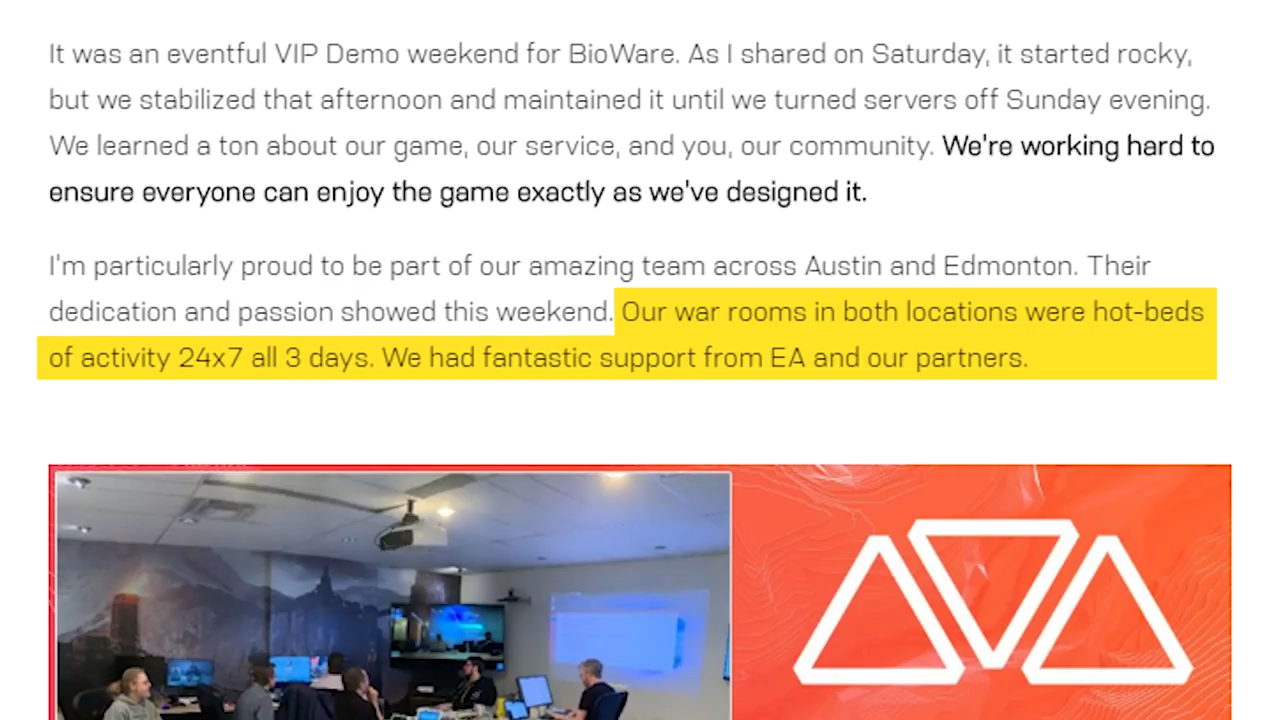 It was an eventful VIP Demo weekend for BioWare. As I shared on Saturday, it started rocky,
but we stabilized that afternoon and maintained it until we turned servers off Sunday evening.
We learned a ton about our game, our service, and you, our community. We're working hard to
ensure everyone can enjoy the game exactly as we've designed it.
I'm particularly proud to be part of our amazing team across Austin and Edmonton. Their
dedication and passion showed this weekend. Our war rooms in both locations were hot-beds
of activity 24x7 all 3 days. We had fantastic support from EA and our partners.